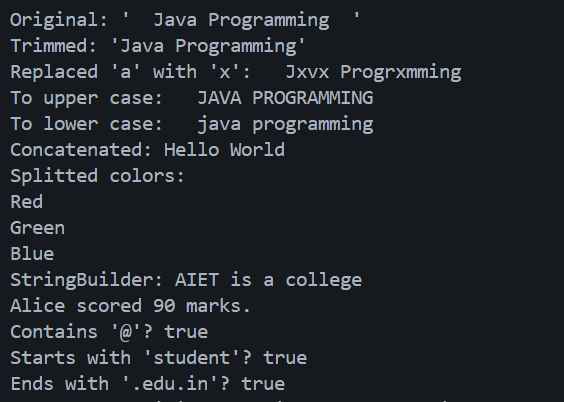 Original: '  Java Programming  '
Trimmed: 'Java Programming'
Replaced 'a' with 'x':   Jxvx Progrxmming
To upper case:   JAVA PROGRAMMING
To lower case:   java programming
Concatenated: Hello World
Splitted colors:
Red
Green
Blue
StringBuilder: AIET is a college
Alice scored 90 marks.
Contains '@'? true
Starts with 'student'? true
Ends with '.edu.in'? true